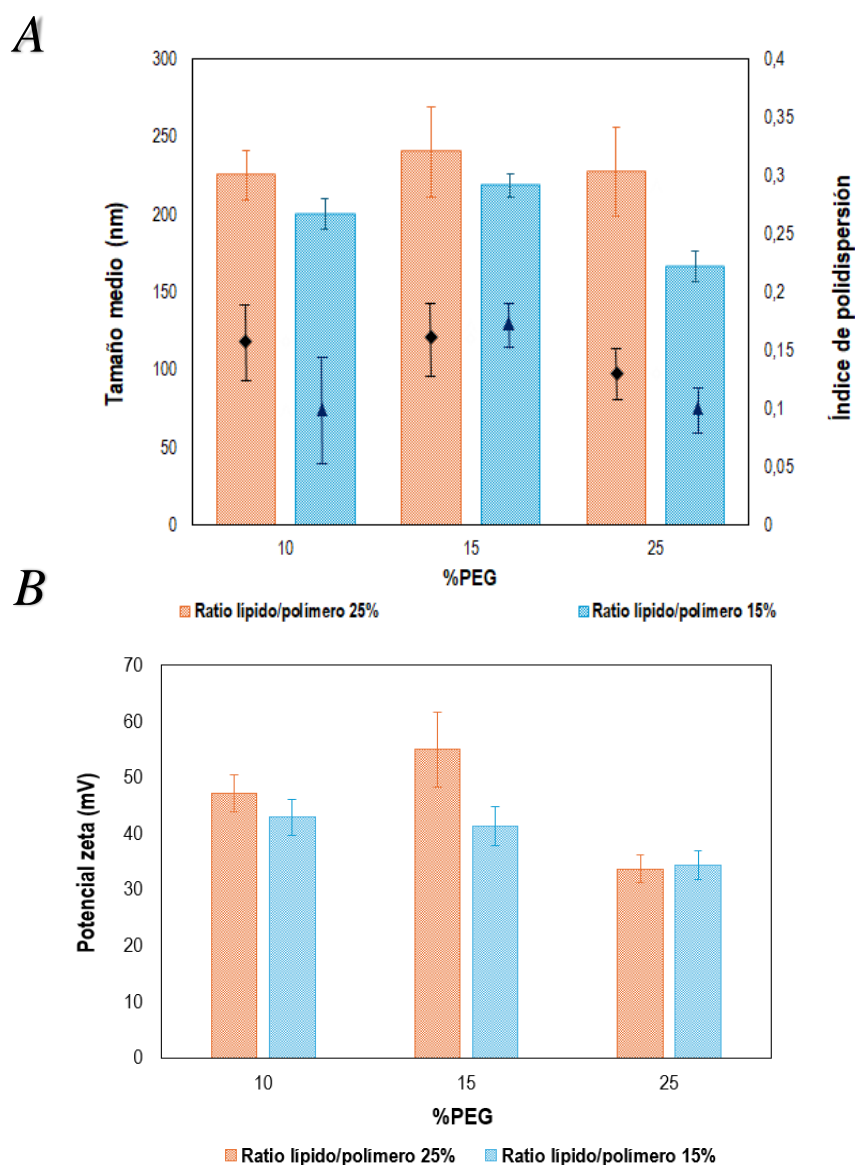 A
300
250
200
150
100
50
0
Tamaño medio (nm)
0,4
0,35
0,3
0,25
0,2
0,15
0,1
0,05
0
Índice de polidispersión
10 15 25
%PEG
Ratio lípido/polímero 25% Ratio lípido/polímero 15%
B
70
60
50
40
30
20
10
0
Potencial zeta (mV)
10 15 25
%PEG
Ratio lípido/polímero 25% Ratio lípido/polímero 15%